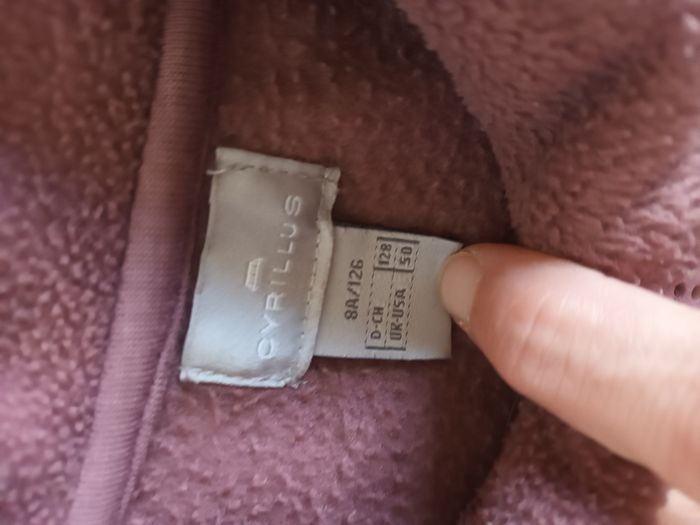 CYRILLUS
8A/126
D-CH 128
UK-USA 50